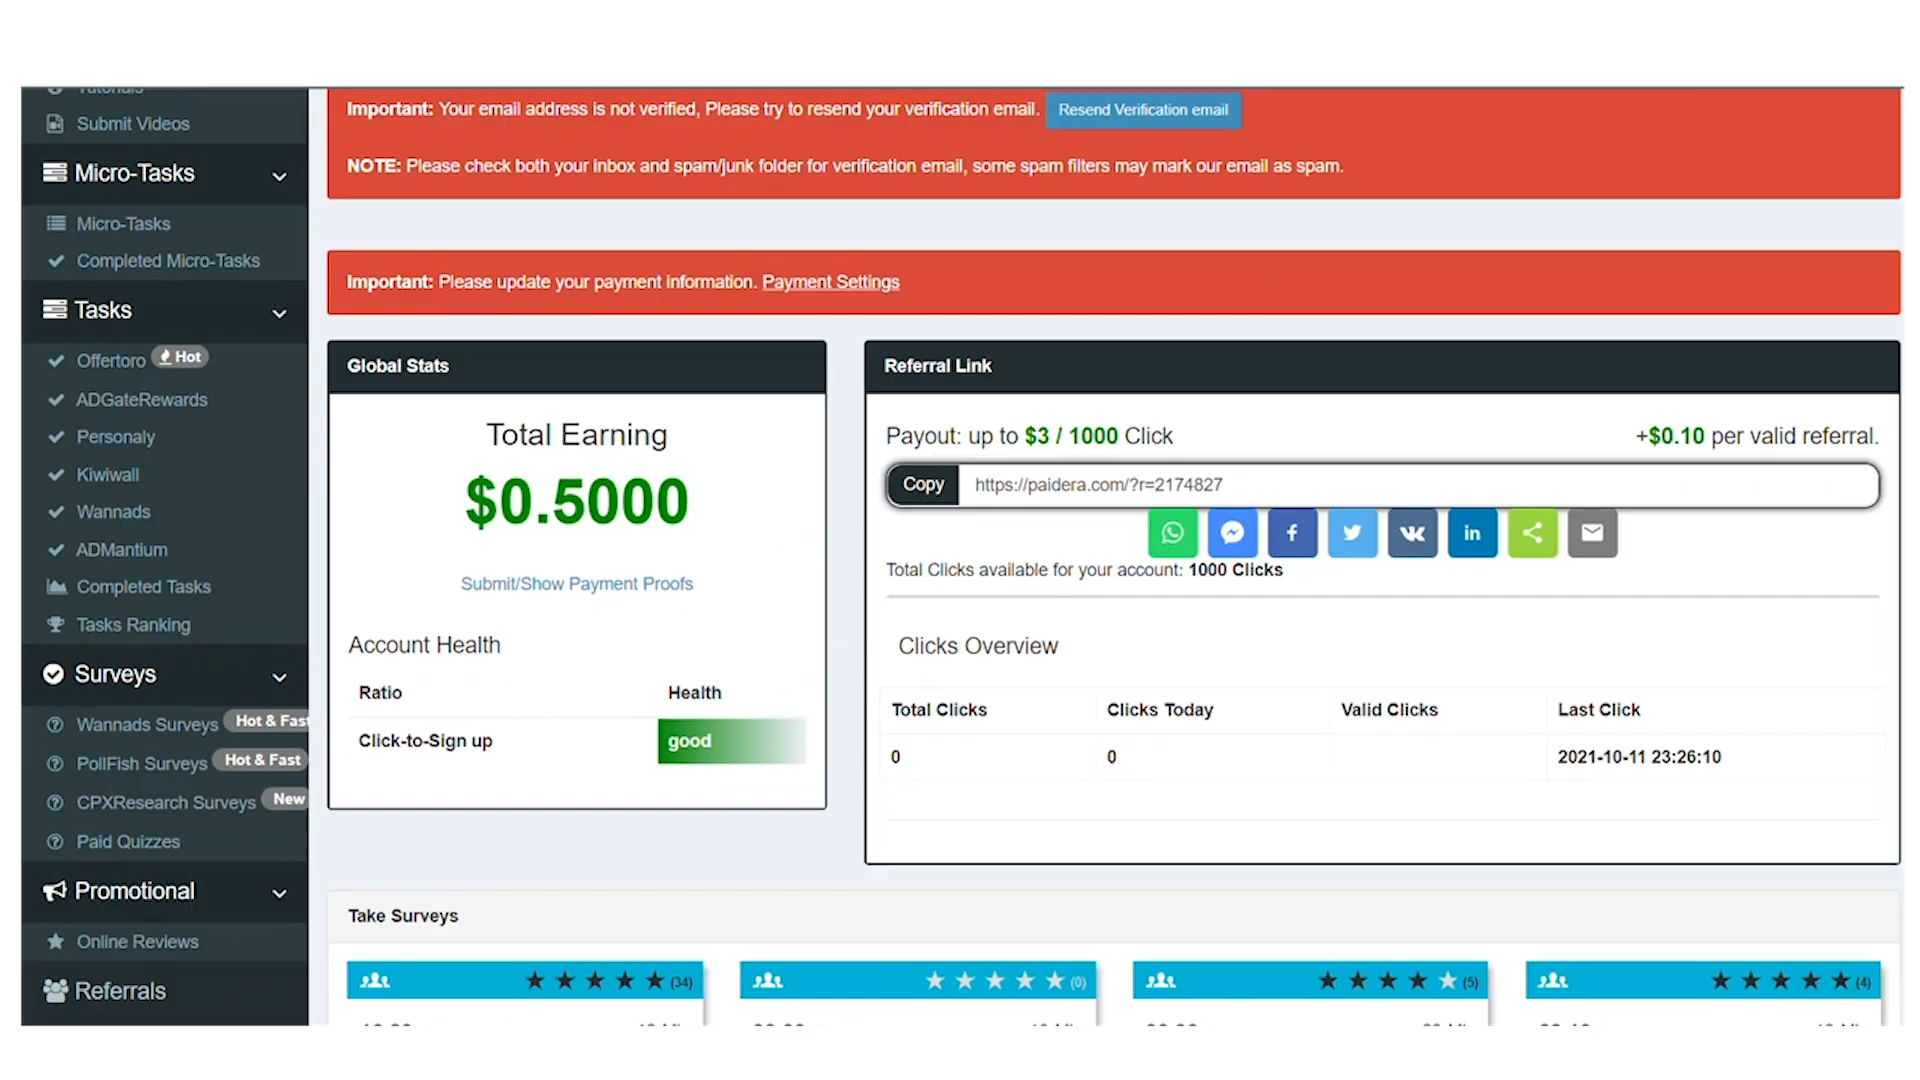 Tutorials
Submit Videos
Micro-Tasks
Micro-Tasks
Completed Micro-Tasks
Tasks
Offertoro Hot
ADGateRewards
Personaly
Kiwiwall
Wannads
ADMantium
Completed Tasks
Tasks Ranking
Surveys
Wannads Surveys Hot & Fast
PollFish Surveys Hot & Fast
CPXResearch Surveys New
Paid Quizzes
Promotional
Online Reviews
Referrals
Important: Your email address is not verified, Please try to resend your verification email. Resend Verification email
NOTE: Please check both your inbox and spam/junk folder for verification email, some spam filters may mark our email as spam.
Important: Please update your payment information. Payment Settings
Global Stats
Total Earning
$0.5000
Submit/Show Payment Proofs
Account Health
Ratio Health
Click-to-Sign up good
Referral Link
Payout: up to $3 / 1000 Click +$0.10 per valid referral.
Copy https://paidera.com/?r=2174827
Total Clicks available for your account: 1000 Clicks
Clicks Overview
Total Clicks Clicks Today Valid Clicks Last Click
0 0 2021-10-11 23:26:10
Take Surveys
(34) (0) (5) (4)